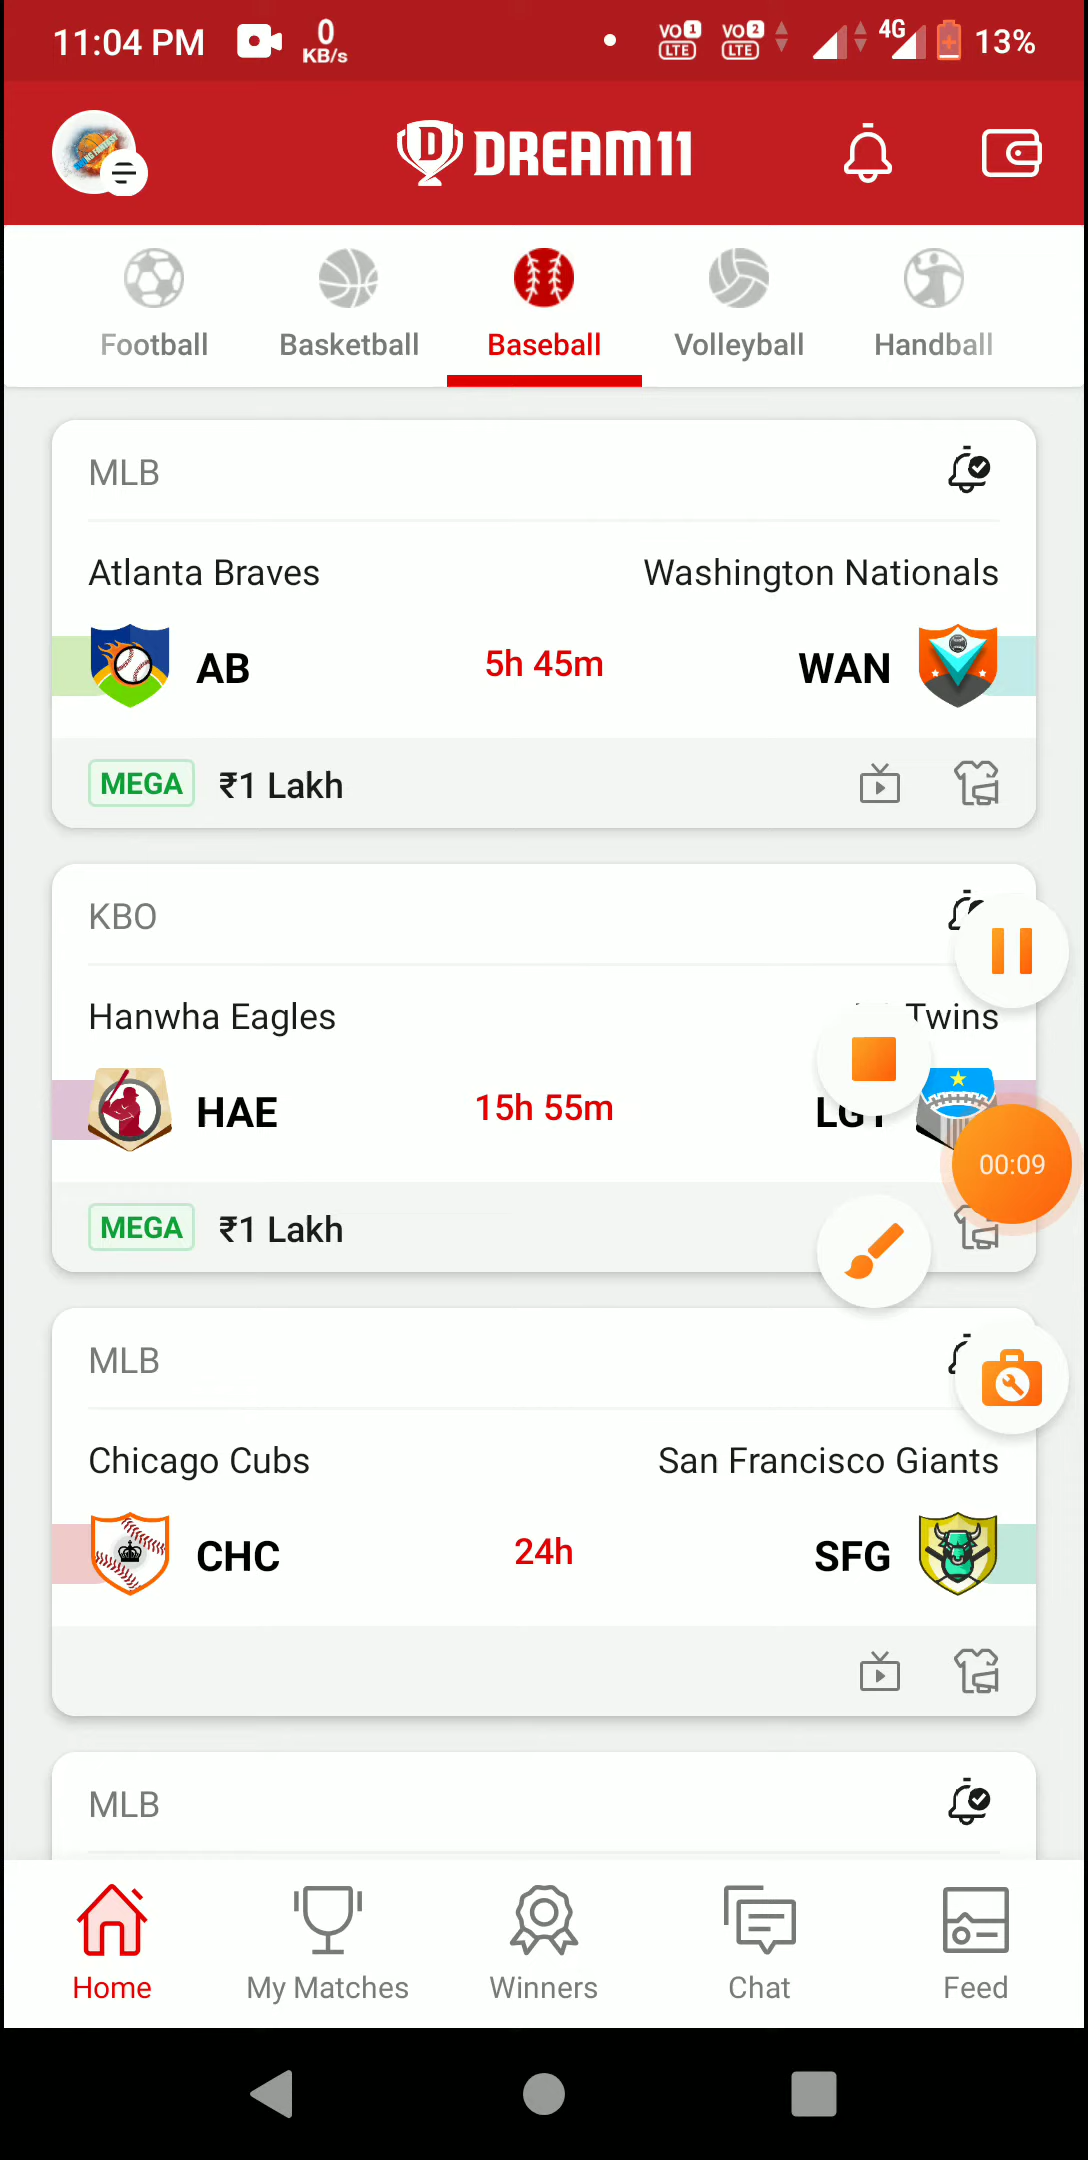 11:04 PM 0 KB/s VO 1 LTE VO 2 LTE 4G 13%
DREAM11
Football Basketball Baseball Volleyball Handball
MLB
Atlanta Braves Washington Nationals
AB 5h 45m WAN
MEGA ₹1 Lakh
KBO
Hanwha Eagles Twins
HAE 15h 55m LGT
00:09
MEGA ₹1 Lakh
MLB
Chicago Cubs San Francisco Giants
CHC 24h SFG
MLB
Home My Matches Winners Chat Feed